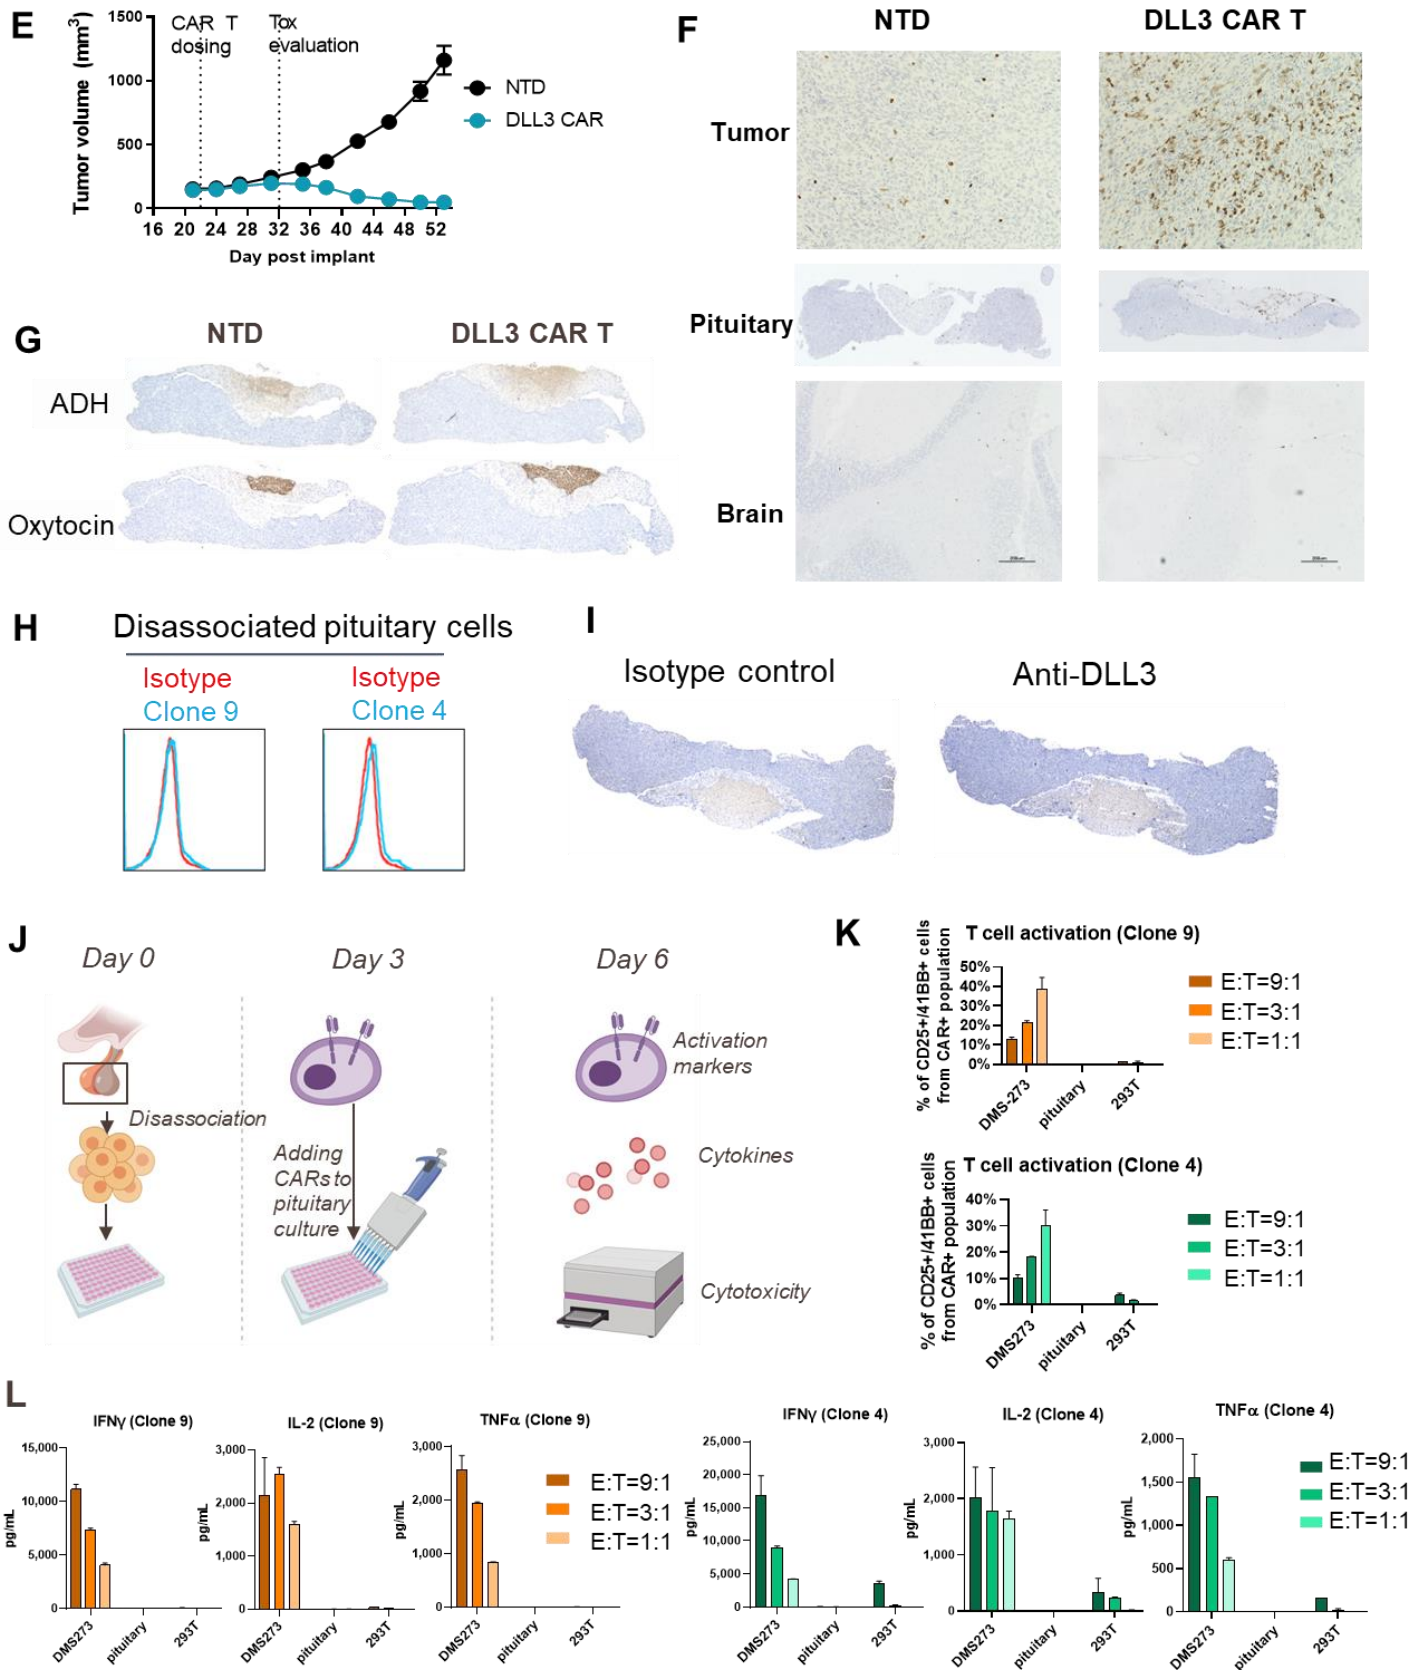 E
1500
1000
500
0
Tumor volume (mm³)
CAR T
dosing
Tox
evaluation
NTD
DLL3 CAR
16 20 24 28 32 36 40 44 48 52
Day post implant
F
NTD DLL3 CAR T
Tumor
Pituitary
Brain
G
NTD DLL3 CAR T
ADH
Oxytocin
H
Disassociated pituitary cells
Isotype
Clone 9
Isotype
Clone 4
I
Isotype control
Anti-DLL3
J
Day 0
Day 3
Day 6
Disassociation
Adding
CARs to
pituitary
culture
Activation
markers
Cytokines
Cytotoxicity
K
T cell activation (Clone 9)
% of CD25+/41BB+ cells
from CAR+ population
50%
40%
30%
20%
10%
0%
DMS-273
pituitary
293T
E:T=9:1
E:T=3:1
E:T=1:1
T cell activation (Clone 4)
% of CD25+/41BB+ cells
from CAR+ population
40%
30%
20%
10%
0%
DMS273
pituitary
293T
E:T=9:1
E:T=3:1
E:T=1:1
L
IFNγ (Clone 9)
pg/mL
15,000
10,000
5,000
0
DMS273
pituitary
293T
IL-2 (Clone 9)
pg/mL
3,000
2,000
1,000
0
DMS273
pituitary
293T
TNFα (Clone 9)
pg/mL
3,000
2,000
1,000
0
DMS273
pituitary
293T
E:T=9:1
E:T=3:1
E:T=1:1
IFNγ (Clone 4)
pg/mL
25,000
20,000
15,000
10,000
5,000
0
DMS273
pituitary
293T
IL-2 (Clone 4)
pg/mL
3,000
2,000
1,000
0
DMS273
pituitary
293T
TNFα (Clone 4)
pg/mL
2,000
1,500
1,000
500
0
DMS273
pituitary
293T
E:T=9:1
E:T=3:1
E:T=1:1